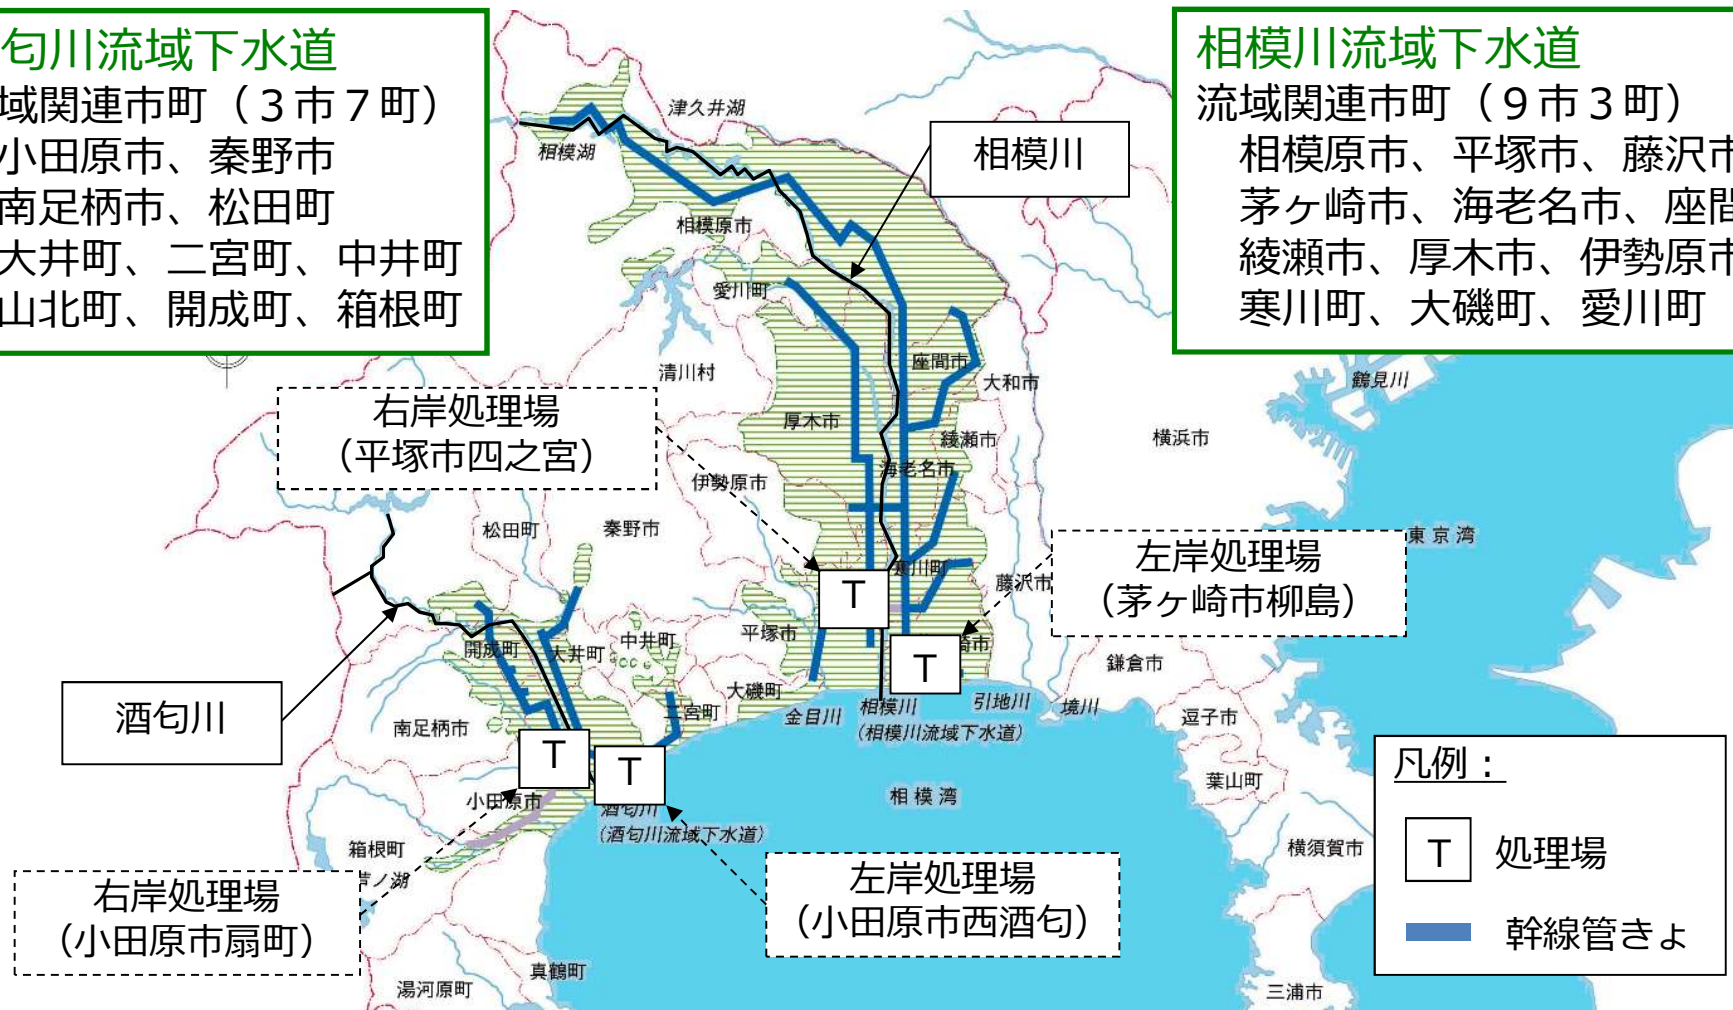 匂川流域下水道
域関連市町（３市７町）
小田原市、秦野市
南足柄市、松田町
大井町、二宮町、中井町
山北町、開成町、箱根町
相模川流域下水道
流域関連市町（９市３町）
相模原市、平塚市、藤沢市
茅ヶ崎市、海老名市、座間
綾瀬市、厚木市、伊勢原市
寒川町、大磯町、愛川町
津久井湖
相模湖
相模川
相模原市
愛川町
座間市
大和市
清川村
鶴見川
右岸処理場
（平塚市四之宮）
厚木市
綾瀬市
横浜市
海老名市
伊勢原市
松田町
秦野市
東京湾
左岸処理場
（茅ヶ崎市柳島）
寒川町
藤沢市
T
平塚市
中井町
開成町
大井町
崎市
T
鎌倉市
大磯町
二宮町
酒匂川
南足柄市
金目川
相模川
（相模川流域下水道）
引地川
境川
逗子市
T
T
葉山町
相模湾
小田原市
酒匂川
（酒匂川流域下水道）
箱根町
芦ノ湖
横須賀市
右岸処理場
（小田原市扇町）
左岸処理場
（小田原市西酒匂）
真鶴町
湯河原町
三浦市
凡例：
T 処理場
幹線管きょ